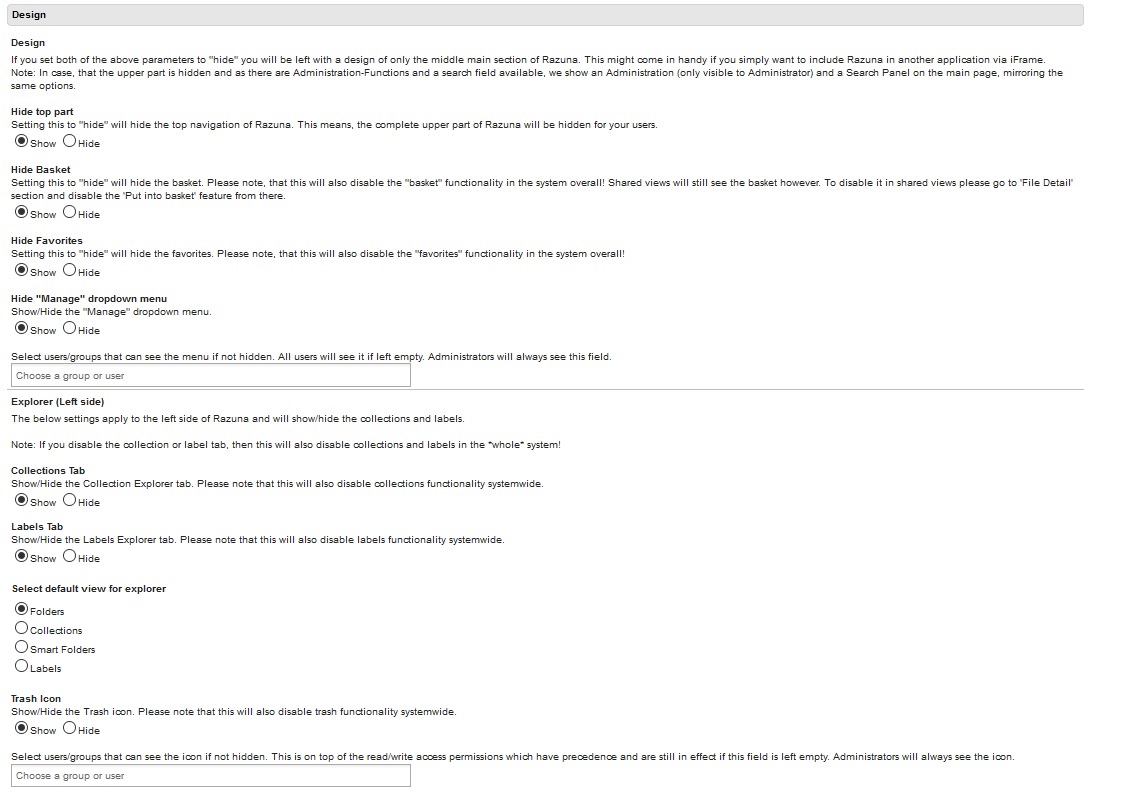 Design
Design
If you set both of the above parameters to "hide" you will be left with a design of only the middle main section of Razuna. This might come in handy if you simply want to include Razuna in another application via iFrame.
Note: In case, that the upper part is hidden and as there are Administration-Functions and a search field available, we show an Administration (only visible to Administrator) and a Search Panel on the main page, mirroring the
same options.
Hide top part
Setting this to "hide" will hide the top navigation of Razuna. This means, the complete upper part of Razuna will be hidden for your users.
Show Hide
Hide Basket
Setting this to "hide" will hide the basket. Please note, that this will also disable the "basket" functionality in the system overall! Shared views will still see the basket however. To disable it in shared views please go to 'File Detail'
section and disable the 'Put into basket' feature from there.
Show Hide
Hide Favorites
Setting this to "hide" will hide the favorites. Please note, that this will also disable the "favorites" functionality in the system overall!
Show Hide
Hide "Manage" dropdown menu
Show/Hide the "Manage" dropdown menu.
Show Hide
Select users/groups that can see the menu if not hidden. All users will see it if left empty. Administrators will always see this field.
Choose a group or user
Explorer (Left side)
The below settings apply to the left side of Razuna and will show/hide the collections and labels.
Note: If you disable the collection or label tab, then this will also disable collections and labels in the *whole* system!
Collections Tab
Show/Hide the Collection Explorer tab. Please note that this will also disable collections functionality systemwide.
Show Hide
Labels Tab
Show/Hide the Labels Explorer tab. Please note that this will also disable labels functionality systemwide.
Show Hide
Select default view for explorer
Folders
Collections
Smart Folders
Labels
Trash Icon
Show/Hide the Trash icon. Please note that this will also disable trash functionality systemwide.
Show Hide
Select users/groups that can see the icon if not hidden. This is on top of the read/write access permissions which have precedence and are still in effect if this field is left empty. Administrators will always see the icon.
Choose a group or user